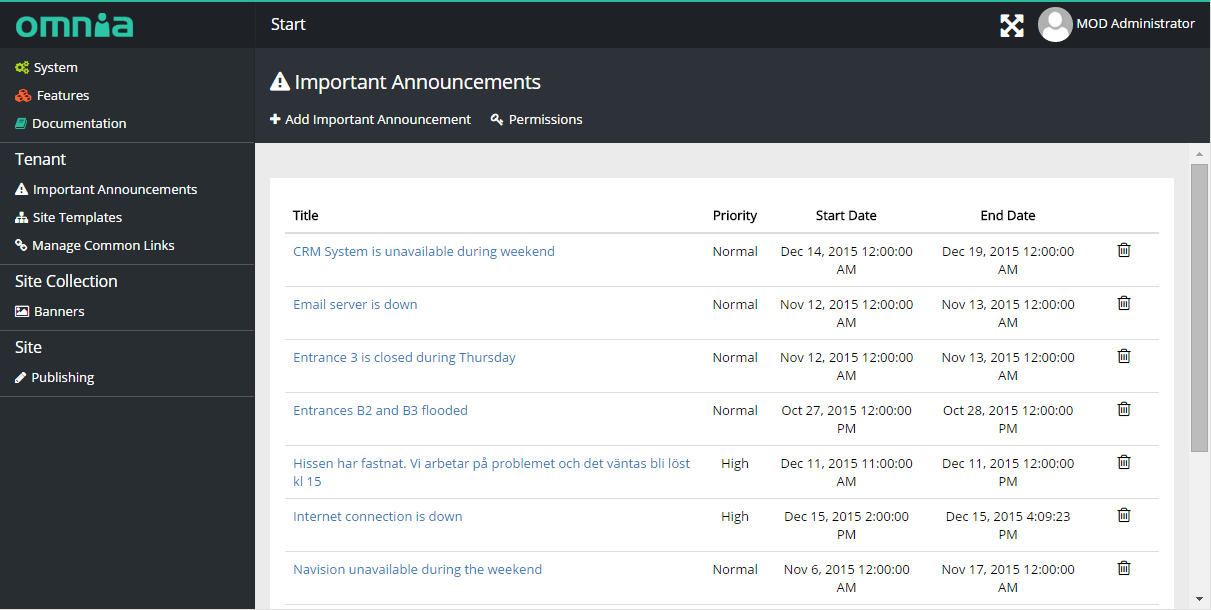 omnia
Start
MOD Administrator
System
Features
Documentation
Tenant
Important Announcements
Site Templates
Manage Common Links
Site Collection
Banners
Site
Publishing
Important Announcements
Add Important Announcement Permissions
Title Priority Start Date End Date
CRM System is unavailable during weekend Normal Dec 14, 2015 12:00:00 Dec 19, 2015 12:00:00
AM AM
Email server is down Normal Nov 12, 2015 12:00:00 Nov 13, 2015 12:00:00
AM AM
Entrance 3 is closed during Thursday Normal Nov 12, 2015 12:00:00 Nov 13, 2015 12:00:00
AM AM
Entrances B2 and B3 flooded Normal Oct 27, 2015 12:00:00 Oct 28, 2015 12:00:00
PM PM
Hissen har fastnat. Vi arbetar på problemet och det väntas bli löst High Dec 11, 2015 11:00:00 Dec 11, 2015 12:00:00
kl 15 AM PM
Internet connection is down High Dec 15, 2015 2:00:00 Dec 15, 2015 4:09:23
PM PM
Navision unavailable during the weekend Normal Nov 6, 2015 12:00:00 Nov 17, 2015 12:00:00
AM AM